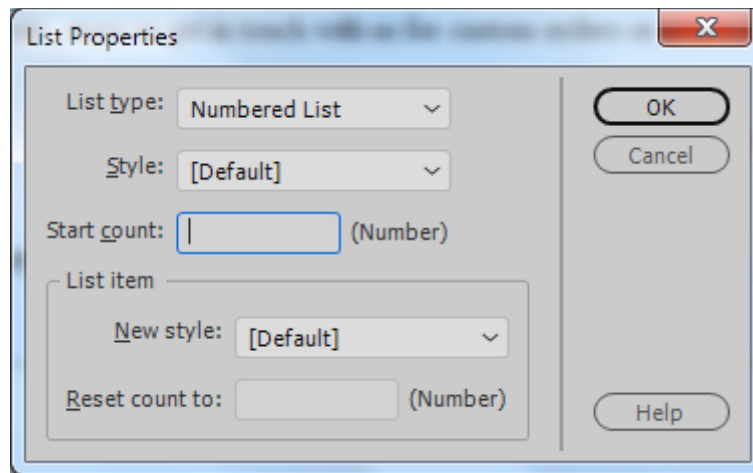 List Properties
List type: Numbered List
Style: [Default]
Start count: (Number)
List item
New style: [Default]
Reset count to: (Number)
OK
Cancel
Help